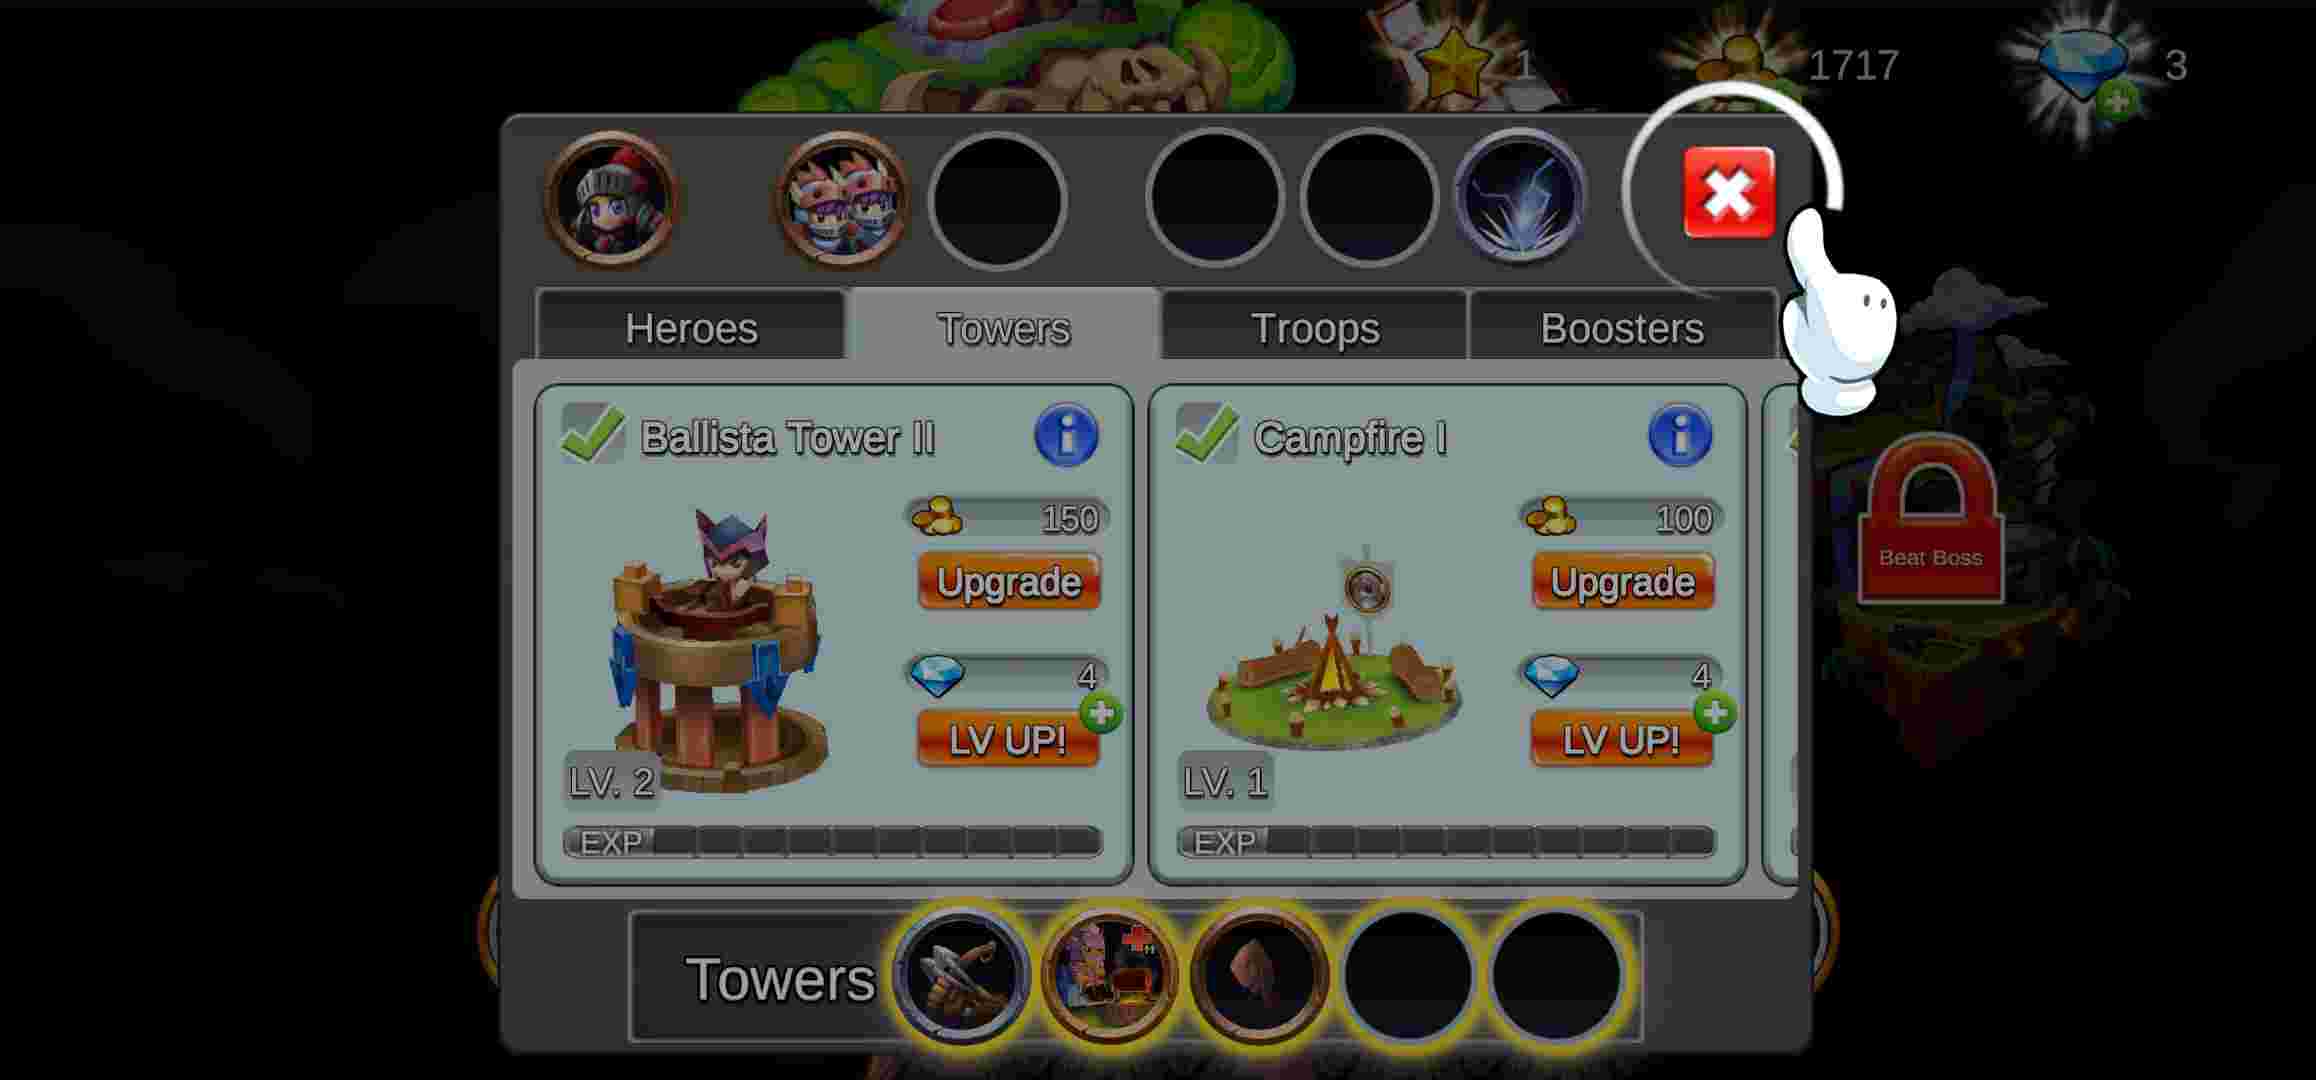 1
1717
3
Heroes
Towers
Troops
Boosters
Ballista Tower II
150
Upgrade
4
LV UP!
LV. 2
EXP
Campfire I
100
Upgrade
4
LV UP!
LV. 1
EXP
Beat Boss
Towers